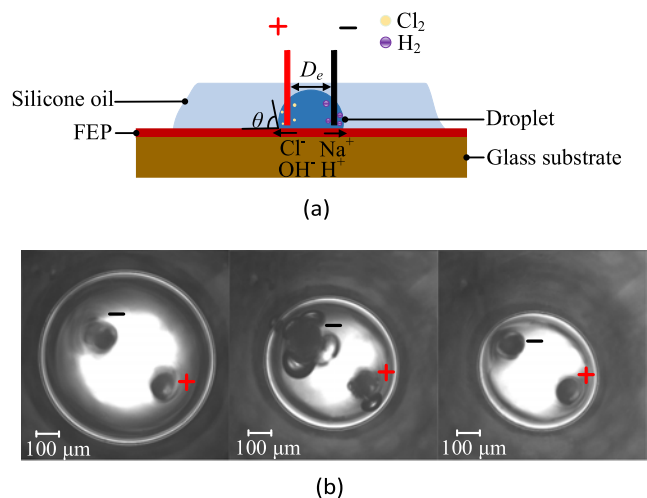 + −
Cl₂
H₂
Dₑ
Silicone oil
FEP
θ
Droplet
Cl⁻ Na⁺
OH⁻ H⁺
Glass substrate
(a)
− + − + − +
100 μm 100 μm 100 μm
(b)